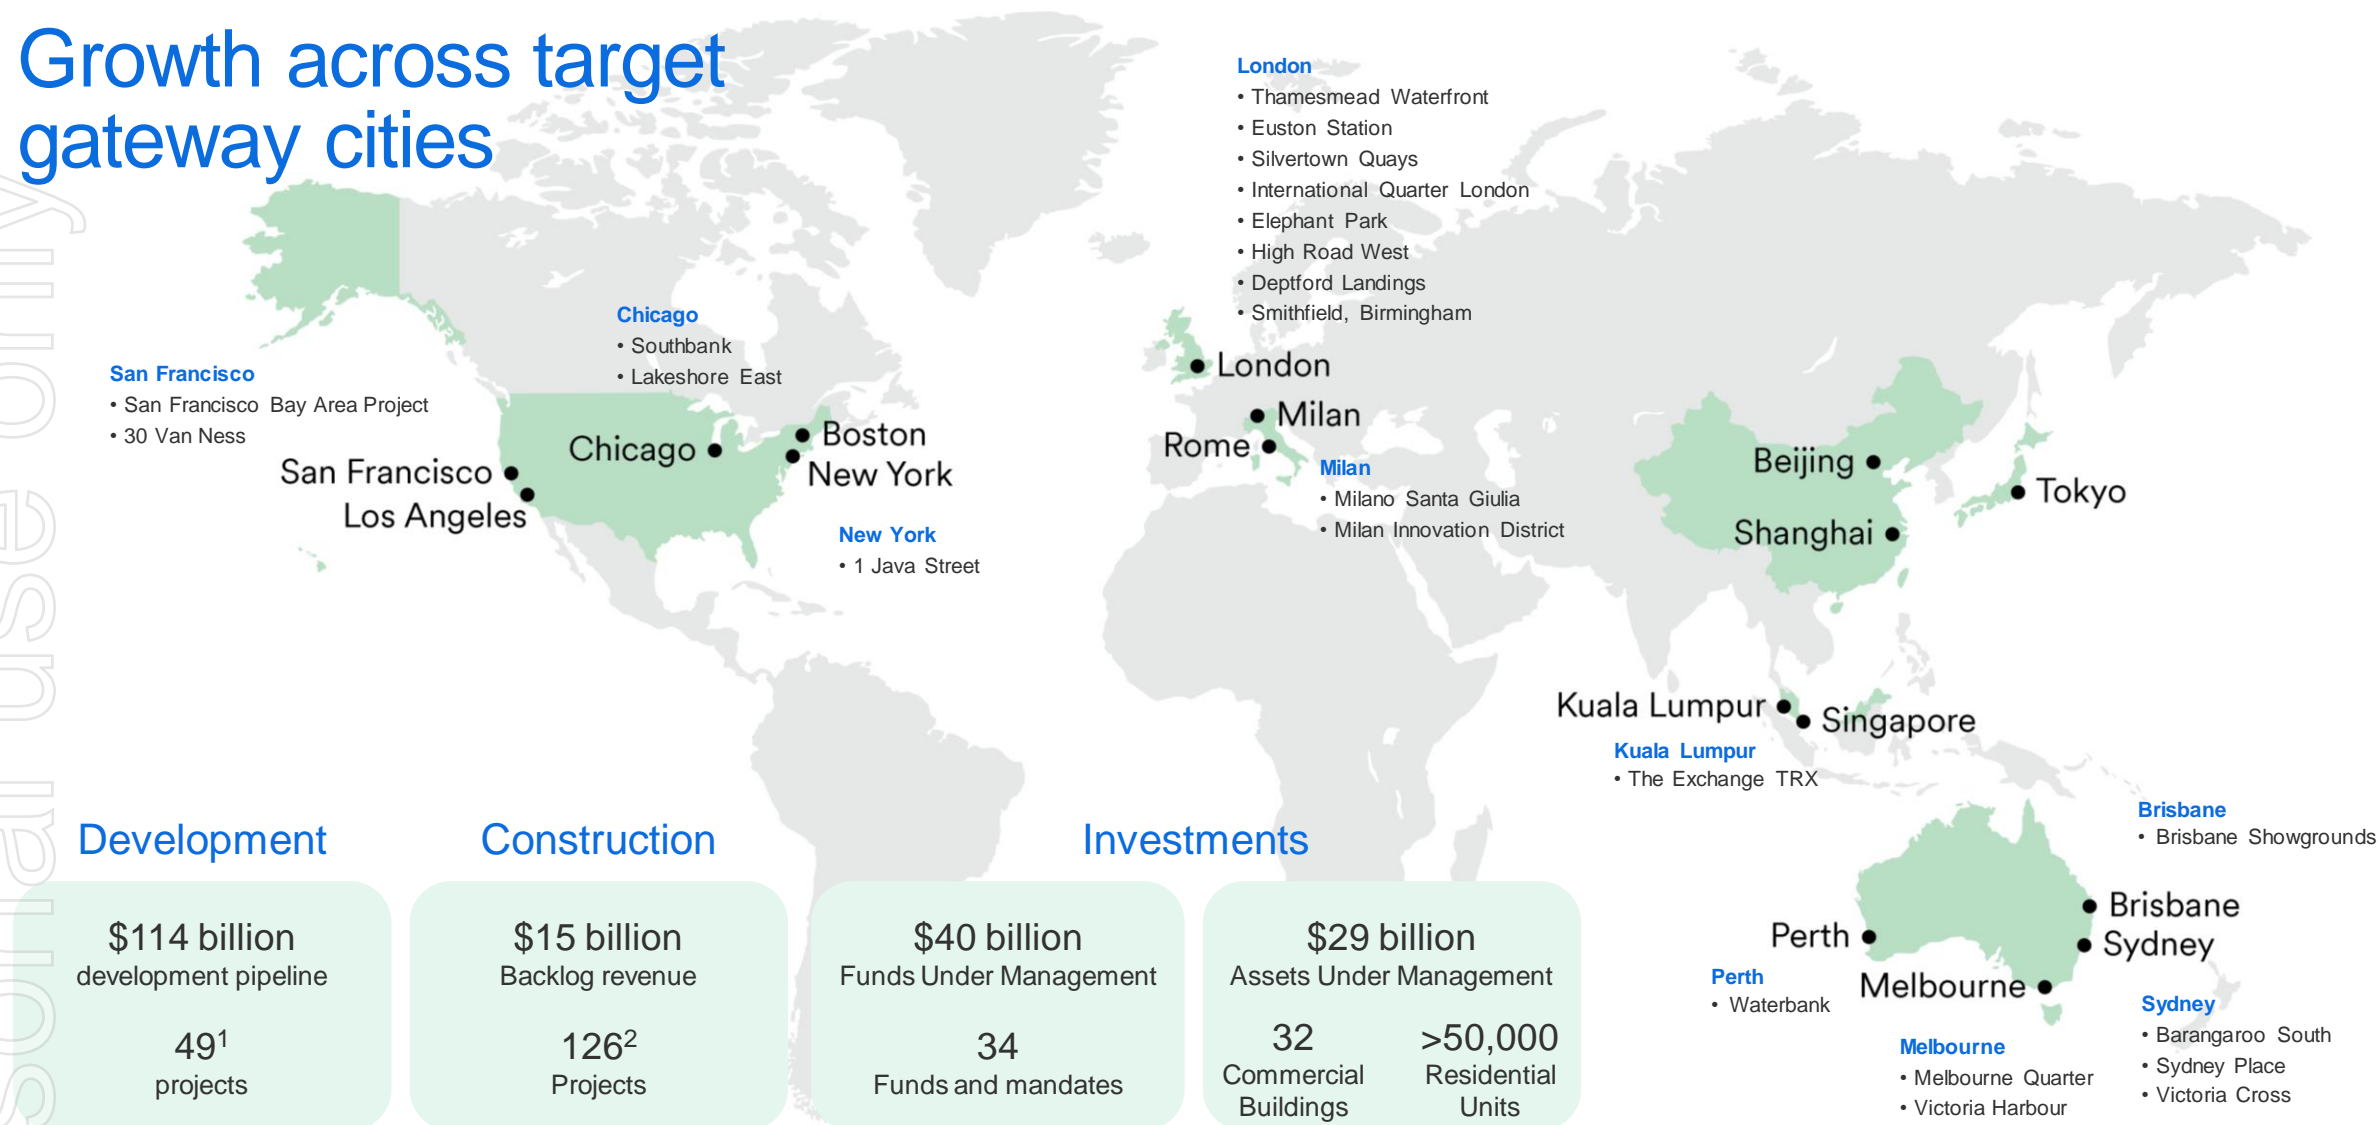 Growth across target
gateway cities
London
• Thamesmead Waterfront
• Euston Station
• Silvertown Quays
• International Quarter London
• Elephant Park
• High Road West
• Deptford Landings
• Smithfield, Birmingham
Chicago
• Southbank
• Lakeshore East
San Francisco
• San Francisco Bay Area Project
• 30 Van Ness
San Francisco
Los Angeles
Chicago
Boston
New York
New York
• 1 Java Street
London
Milan
Rome
Milan
• Milano Santa Giulia
• Milan Innovation District
Beijing
Shanghai
Tokyo
Kuala Lumpur
Singapore
Kuala Lumpur
• The Exchange TRX
Brisbane
• Brisbane Showgrounds
Brisbane
Sydney
Perth
Melbourne
Perth
• Waterbank
Melbourne
• Melbourne Quarter
• Victoria Harbour
Sydney
• Barangaroo South
• Sydney Place
• Victoria Cross
Development
$114 billion
development pipeline
49¹
projects
Construction
$15 billion
Backlog revenue
126²
Projects
Investments
$40 billion
Funds Under Management
34
Funds and mandates
$29 billion
Assets Under Management
32
Commercial
Buildings
>50,000
Residential
Units
sonal use only